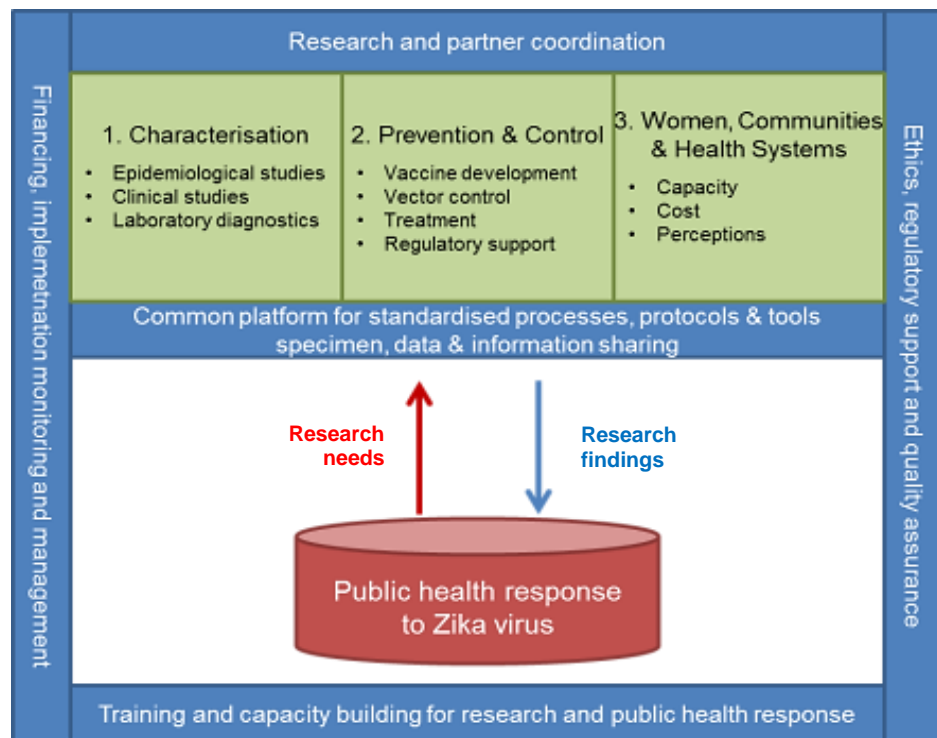 Research and partner coordination
Financing, implemetnation monitoring and management
1. Characterisation
• Epidemiological studies
• Clinical studies
• Laboratory diagnostics
2. Prevention & Control
• Vaccine development
• Vector control
• Treatment
• Regulatory support
3. Women, Communities
& Health Systems
• Capacity
• Cost
• Perceptions
Ethics, regulatory support and quality assurance
Common platform for standardised processes, protocols & tools
specimen, data & information sharing
Research
needs
Research
findings
Public health response
to Zika virus
Training and capacity building for research and public health response